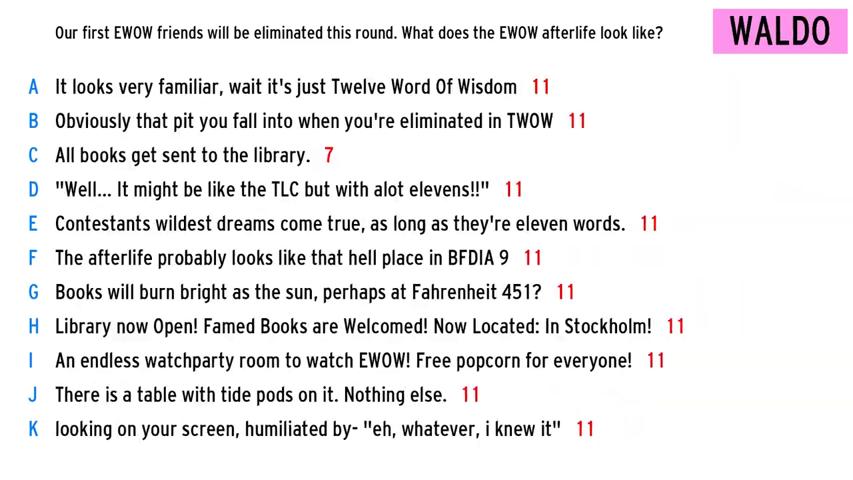 Our first EWOW friends will be eliminated this round. What does the EWOW afterlife look like?
WALDO
A It looks very familiar, wait it's just Twelve Word Of Wisdom 11
B Obviously that pit you fall into when you're eliminated in TWOW 11
C All books get sent to the library. 7
D "Well... It might be like the TLC but with alot elevens!!" 11
E Contestants wildest dreams come true, as long as they're eleven words. 11
F The afterlife probably looks like that hell place in BFDIA 9 11
G Books will burn bright as the sun, perhaps at Fahrenheit 451? 11
H Library now Open! Famed Books are Welcomed! Now Located: In Stockholm! 11
I An endless watchparty room to watch EWOW! Free popcorn for everyone! 11
J There is a table with tide pods on it. Nothing else. 11
K looking on your screen, humiliated by- "eh, whatever, i knew it" 11